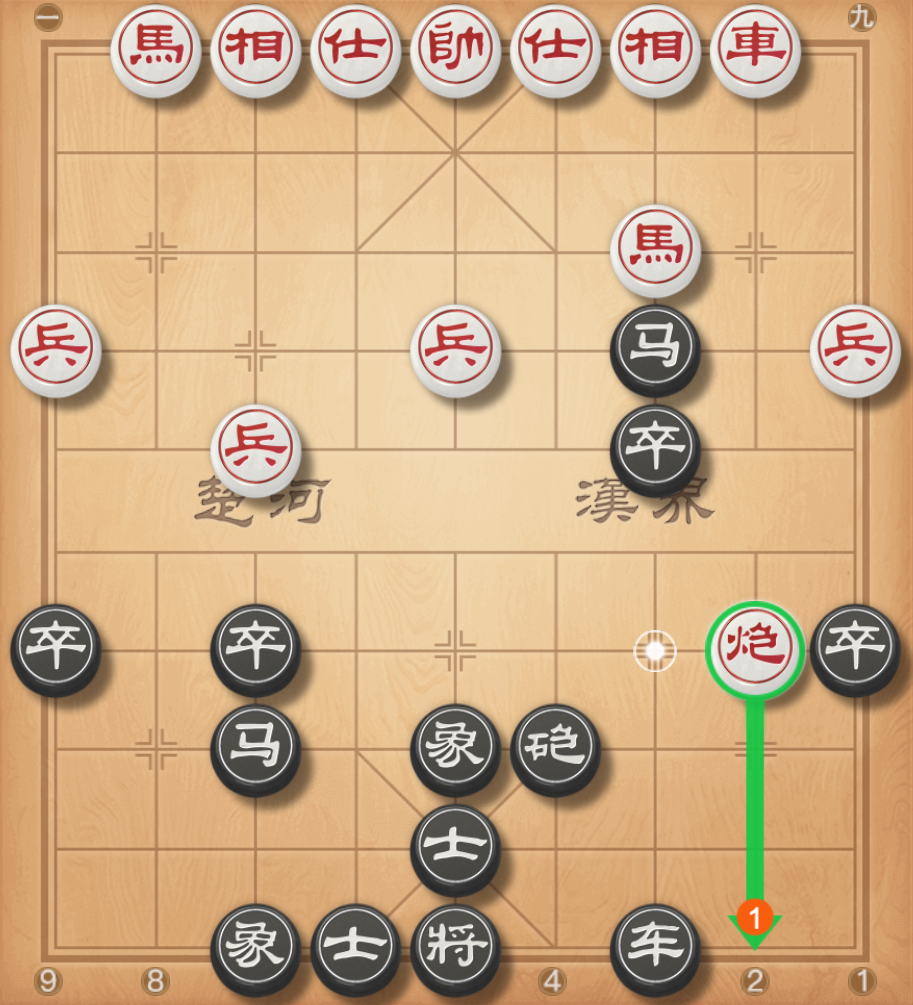 一 九
馬 相 仕 帥 仕 相 車
馬
兵 兵 马 兵
兵 卒
楚河 漢界
卒 卒 炮 卒
马 象 砲
士
象 士 将 车 1
9 8 4 2 1